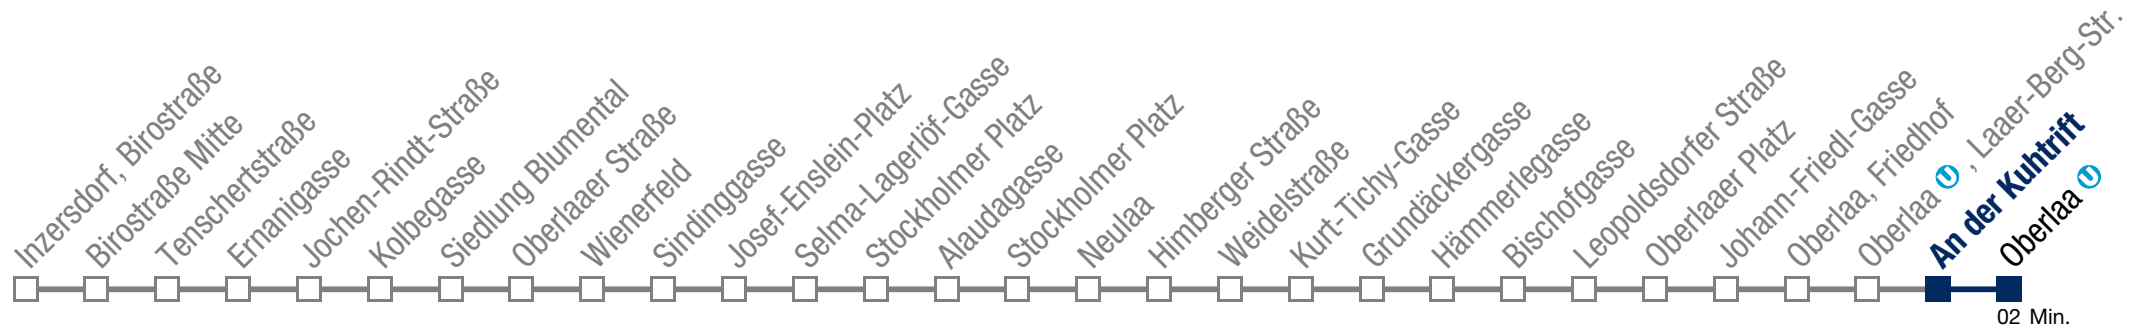 Inzersdorf, Birostraße
Birostraße Mitte
Tenschertstraße
Ernanigasse
Jochen-Rindt-Straße
Kolbegasse
Siedlung Blumental
Oberlaaer Straße
Wienerfeld
Sindinggasse
Josef-Enslein-Platz
Selma-Lagerlöf-Gasse
Stockholmer Platz
Alaudagasse
Stockholmer Platz
Neulaa
Himberger Straße
Weidelstraße
Kurt-Tichy-Gasse
Grundäckergasse
Hämmerlegasse
Bischofgasse
Leopoldsdorfer Straße
Oberlaaer Platz
Johann-Friedl-Gasse
Oberlaa, Friedhof
Oberlaa U , Laaer-Berg-Str.
An der Kuhtrift
Oberlaa U
02 Min.